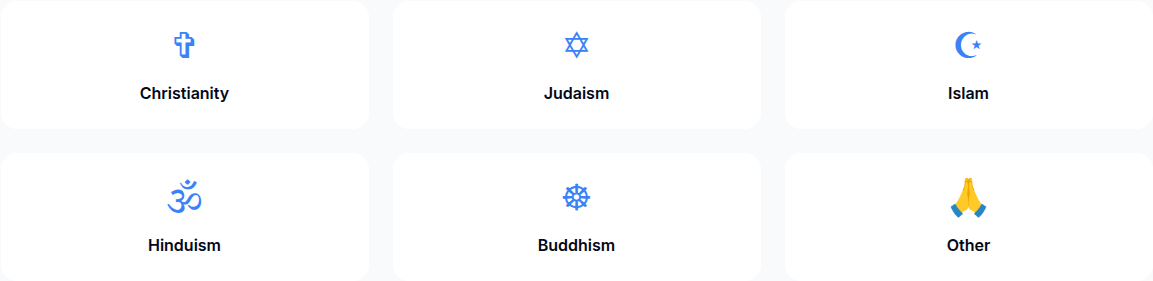 Christianity
Judaism
Islam
ॐ
Hinduism
Buddhism
Other